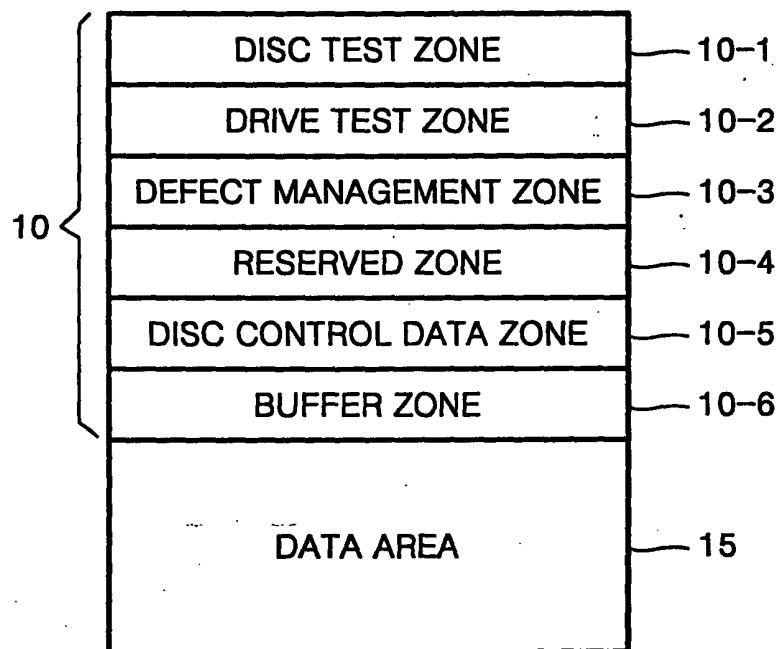 DISC TEST ZONE 10-1
DRIVE TEST ZONE 10-2
DEFECT MANAGEMENT ZONE 10-3
10
RESERVED ZONE 10-4
DISC CONTROL DATA ZONE 10-5
BUFFER ZONE 10-6
DATA AREA 15